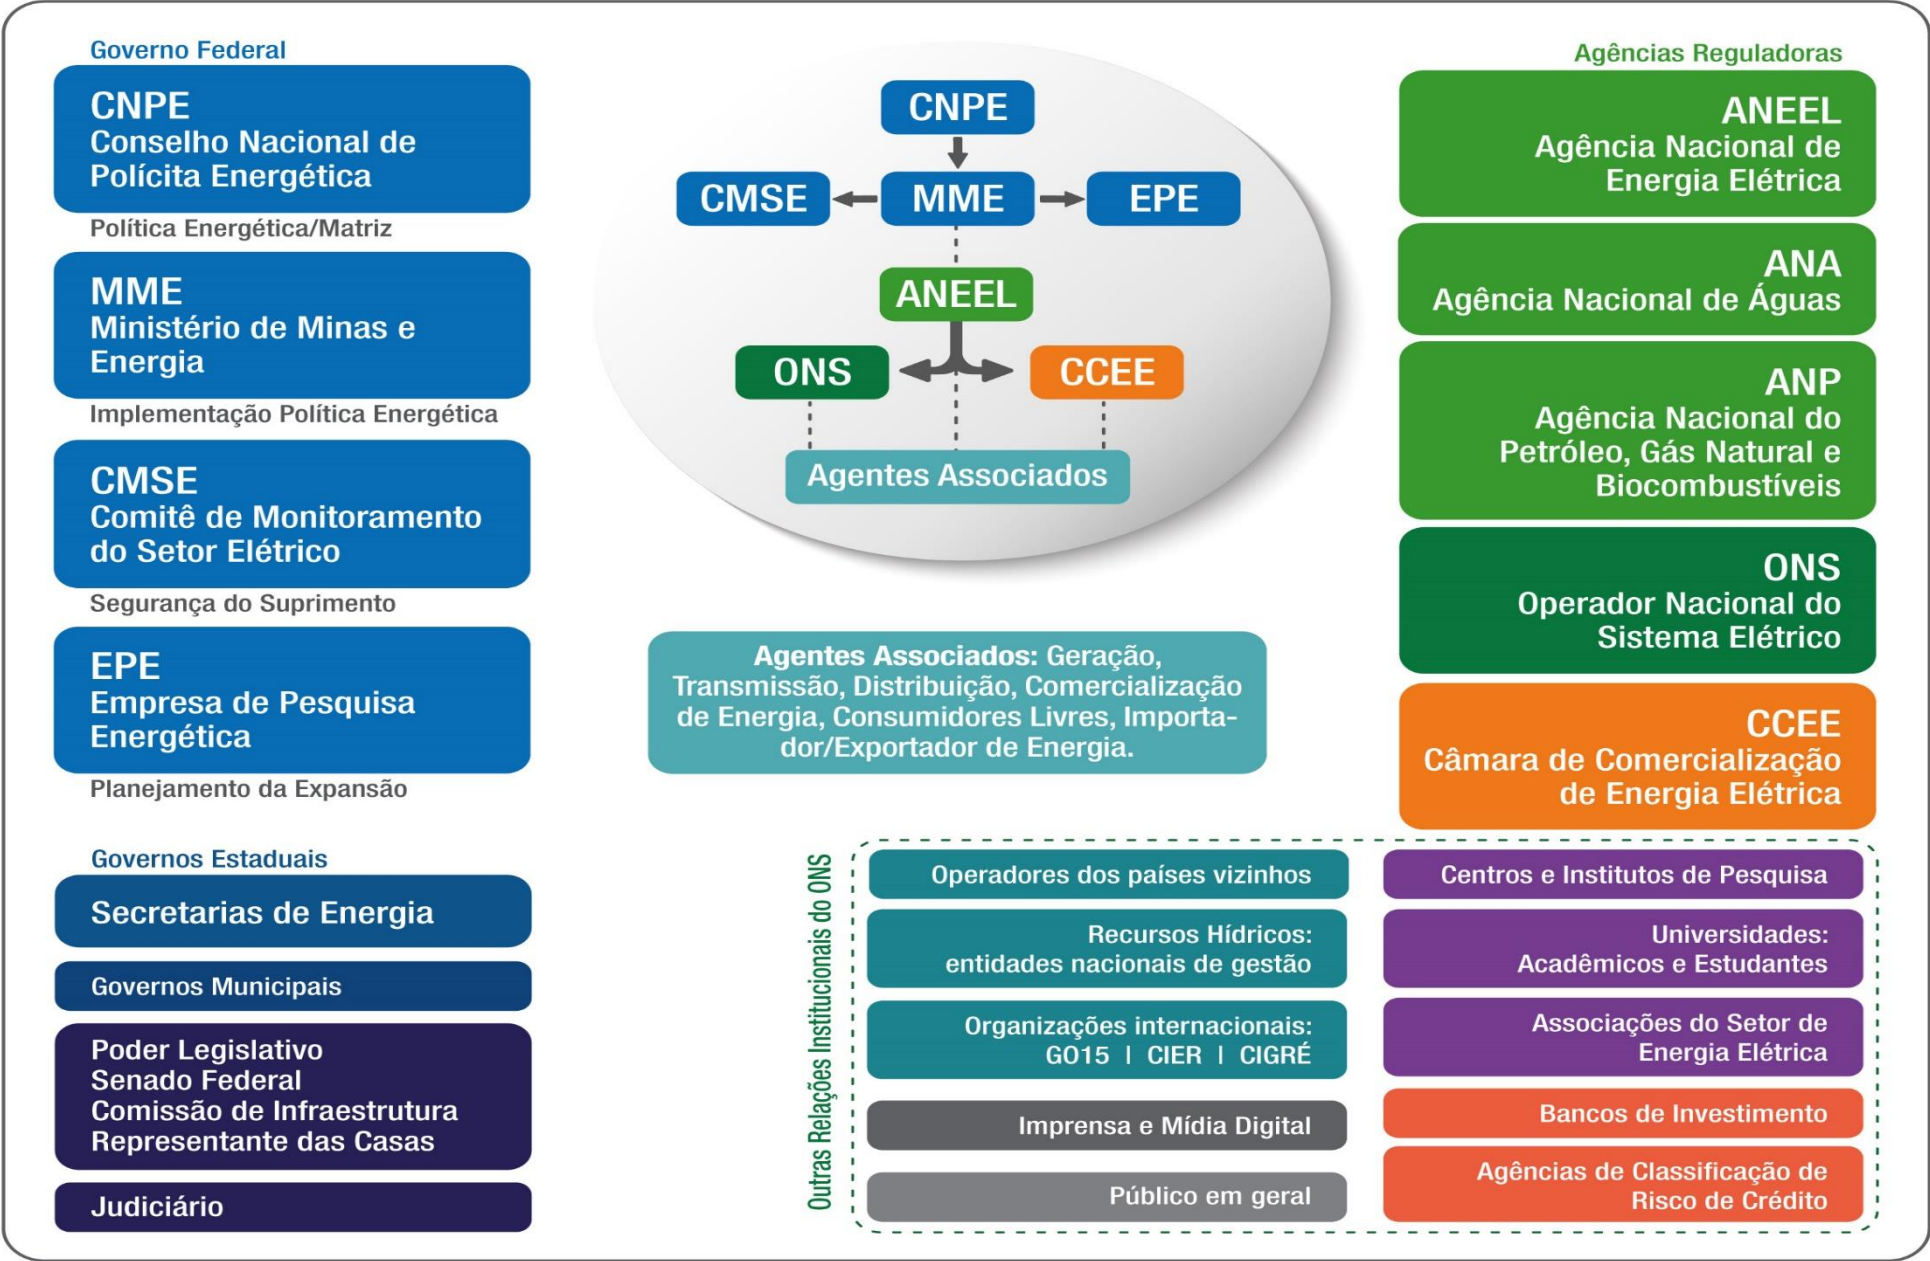 Governo Federal
CNPE
Conselho Nacional de
Polícita Energética
Política Energética/Matriz
MME
Ministério de Minas e
Energia
Implementação Política Energética
CMSE
Comitê de Monitoramento
do Setor Elétrico
Segurança do Suprimento
EPE
Empresa de Pesquisa
Energética
Planejamento da Expansão
Governos Estaduais
Secretarias de Energia
Governos Municipais
Poder Legislativo
Senado Federal
Comissão de Infraestrutura
Representante das Casas
Judiciário
CNPE
CMSE
MME
EPE
ANEEL
ONS
CCEE
Agentes Associados
Agentes Associados: Geração,
Transmissão, Distribuição, Comercialização
de Energia, Consumidores Livres, Importa-
dor/Exportador de Energia.
Agências Reguladoras
ANEEL
Agência Nacional de
Energia Elétrica
ANA
Agência Nacional de Águas
ANP
Agência Nacional do
Petróleo, Gás Natural e
Biocombustíveis
ONS
Operador Nacional do
Sistema Elétrico
CCEE
Câmara de Comercialização
de Energia Elétrica
Outras Relações Institucionais do ONS
Operadores dos países vizinhos
Recursos Hídricos:
entidades nacionais de gestão
Organizações internacionais:
GO15 | CIER | CIGRÉ
Imprensa e Mídia Digital
Público em geral
Centros e Institutos de Pesquisa
Universidades:
Acadêmicos e Estudantes
Associações do Setor de
Energia Elétrica
Bancos de Investimento
Agências de Classificação de
Risco de Crédito